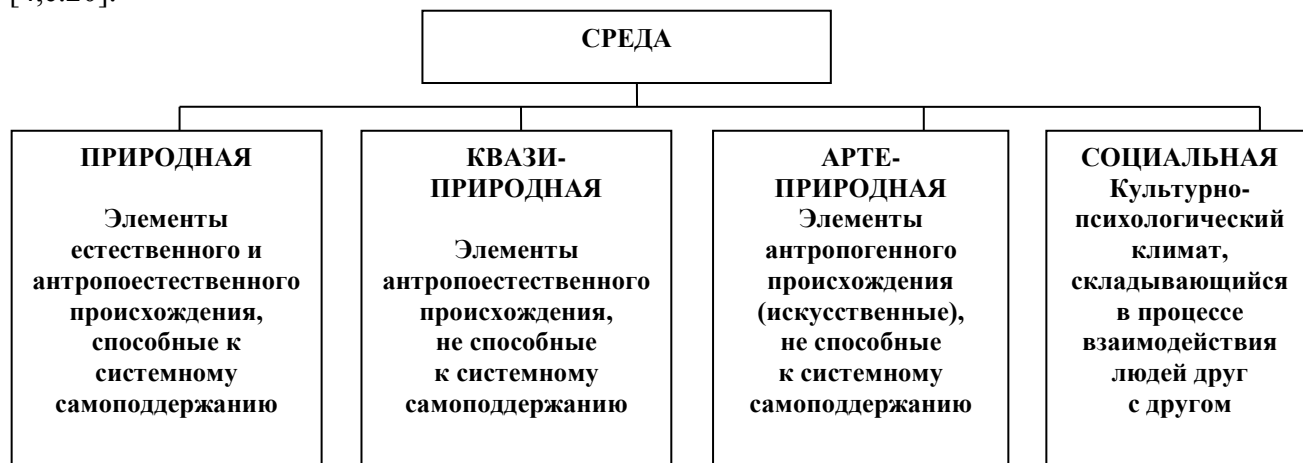 [4,с.20].
СРЕДА
ПРИРОДНАЯ
Элементы
естественного и
антропоестественного
происхождения,
способные к
системному
самоподдержанию
КВАЗИ-
ПРИРОДНАЯ
Элементы
антропоестественного
происхождения,
не способные
к системному
самоподдержанию
АРТЕ-
ПРИРОДНАЯ
Элементы
антропогенного
происхождения
(искусственные),
не способные
к системному
самоподдержанию
СОЦИАЛЬНАЯ
Культурно-
психологический
климат,
складывающийся
в процессе
взаимодействия
людей друг
с другом